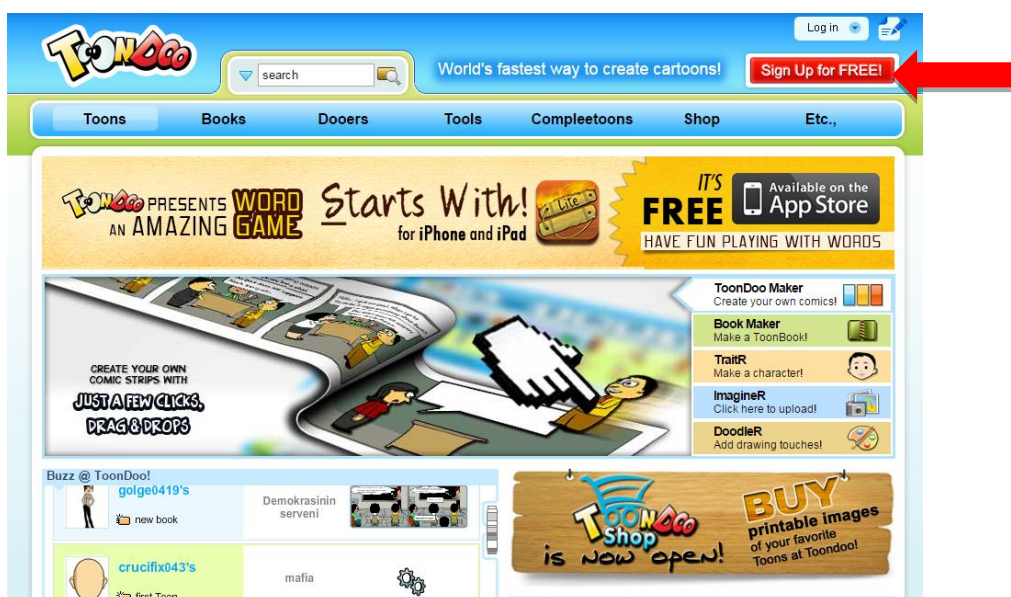 TOONDOO
Log in
search
World's fastest way to create cartoons!
Sign Up for FREE!
Toons
Books
Dooers
Tools
Compleetoons
Shop
Etc.,
TOONDOO PRESENTS
AN AMAZING
WORD
GAME
Starts With!
for iPhone and iPad
Lite
IT'S
FREE
Available on the
App Store
HAVE FUN PLAYING WITH WORDS
CREATE YOUR OWN
COMIC STRIPS WITH
JUST A FEW CLICKS,
DRAG & DROPS
ToonDoo Maker
Create your own comics!
Book Maker
Make a ToonBook!
TraitR
Make a character!
ImagineR
Click here to upload!
DoodleR
Add drawing touches!
Buzz @ ToonDoo!
golge0419's
new book
Demokrasinin
serveni
crucifix043's
first Toon
mafia
TOONDOO
Shop
is now open!
BUY
printable images
of your favorite
Toons at Toondoo!